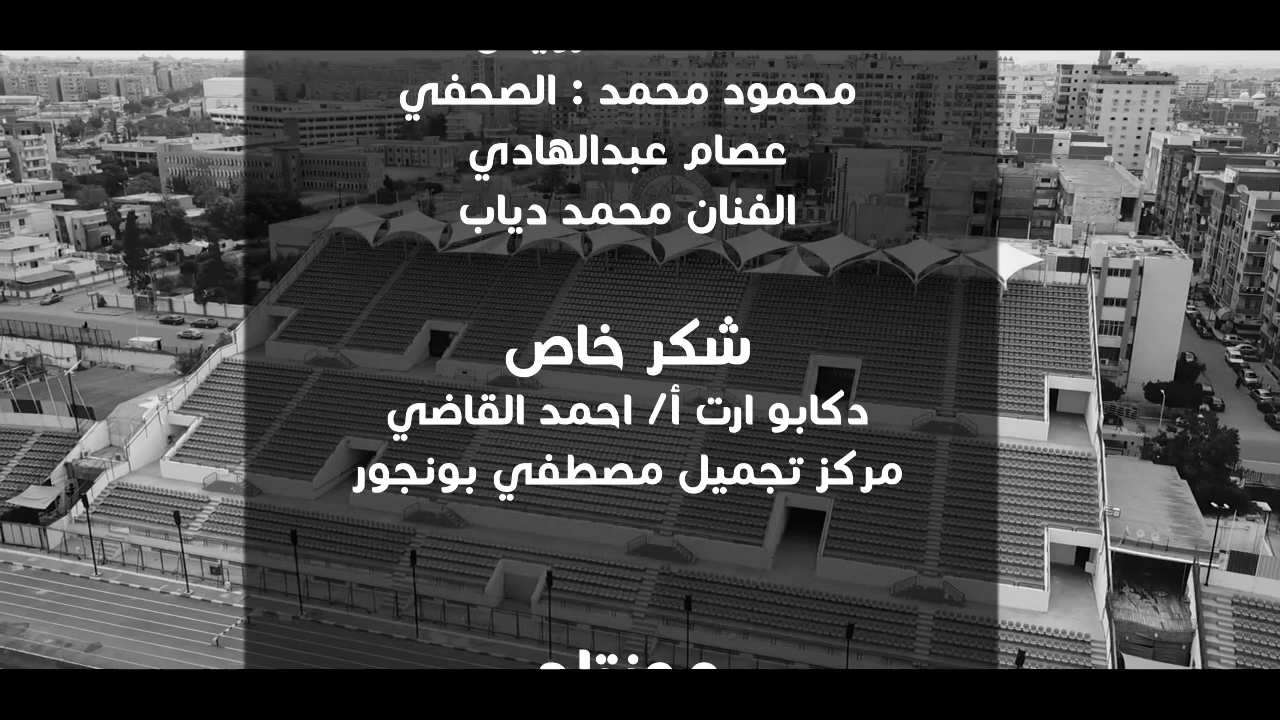 محمود محمد : الصحفي
عصام عبدالهادي
الفنان محمد دياب
شكر خاص
دكابو ارت أ/ احمد القاضي
مركز تجميل مصطفي بونجور